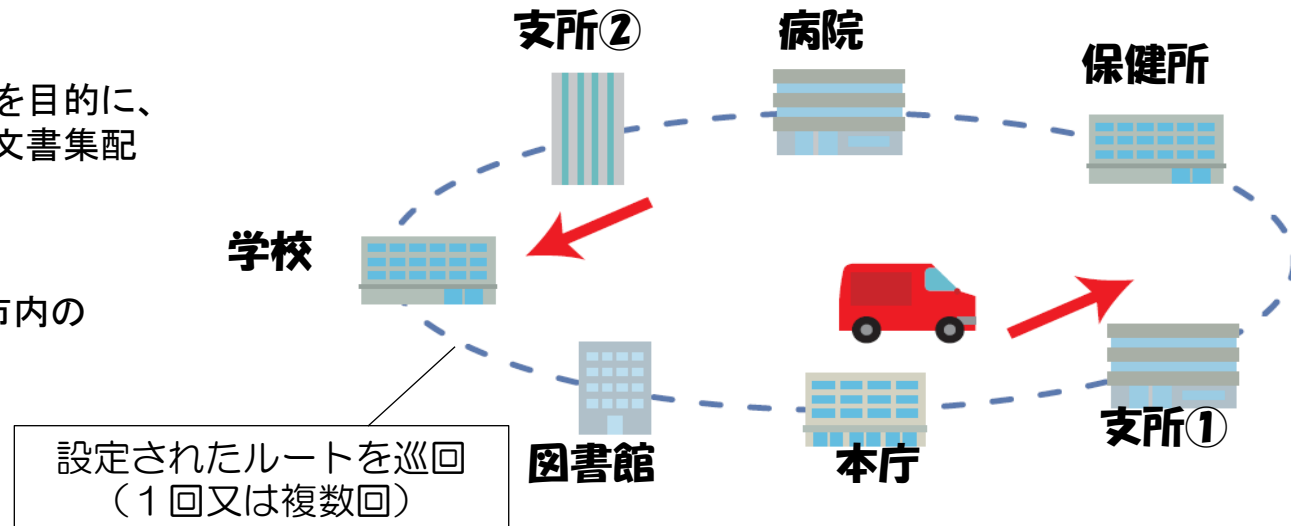 を目的に、
文書集配
市内の
支所②
病院
保健所
学校
支所①
本庁
図書館
設定されたルートを巡回
（１回又は複数回）